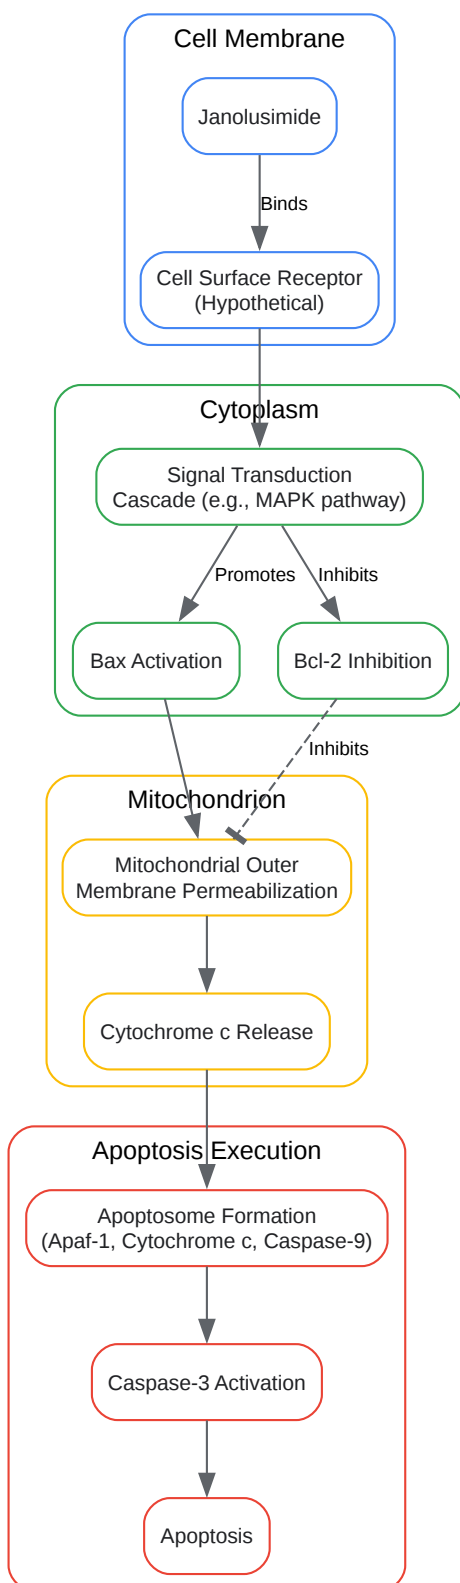 Cell Membrane
Janolusimide
Binds
Cell Surface Receptor
(Hypothetical)
Cytoplasm
Signal Transduction
Cascade (e.g., MAPK pathway)
Promotes
Inhibits
Bax Activation
Bcl-2 Inhibition
Inhibits
Mitochondrion
Mitochondrial Outer
Membrane Permeabilization
Cytochrome c Release
Apoptosis Execution
Apoptosome Formation
(Apaf-1, Cytochrome c, Caspase-9)
Caspase-3 Activation
Apoptosis